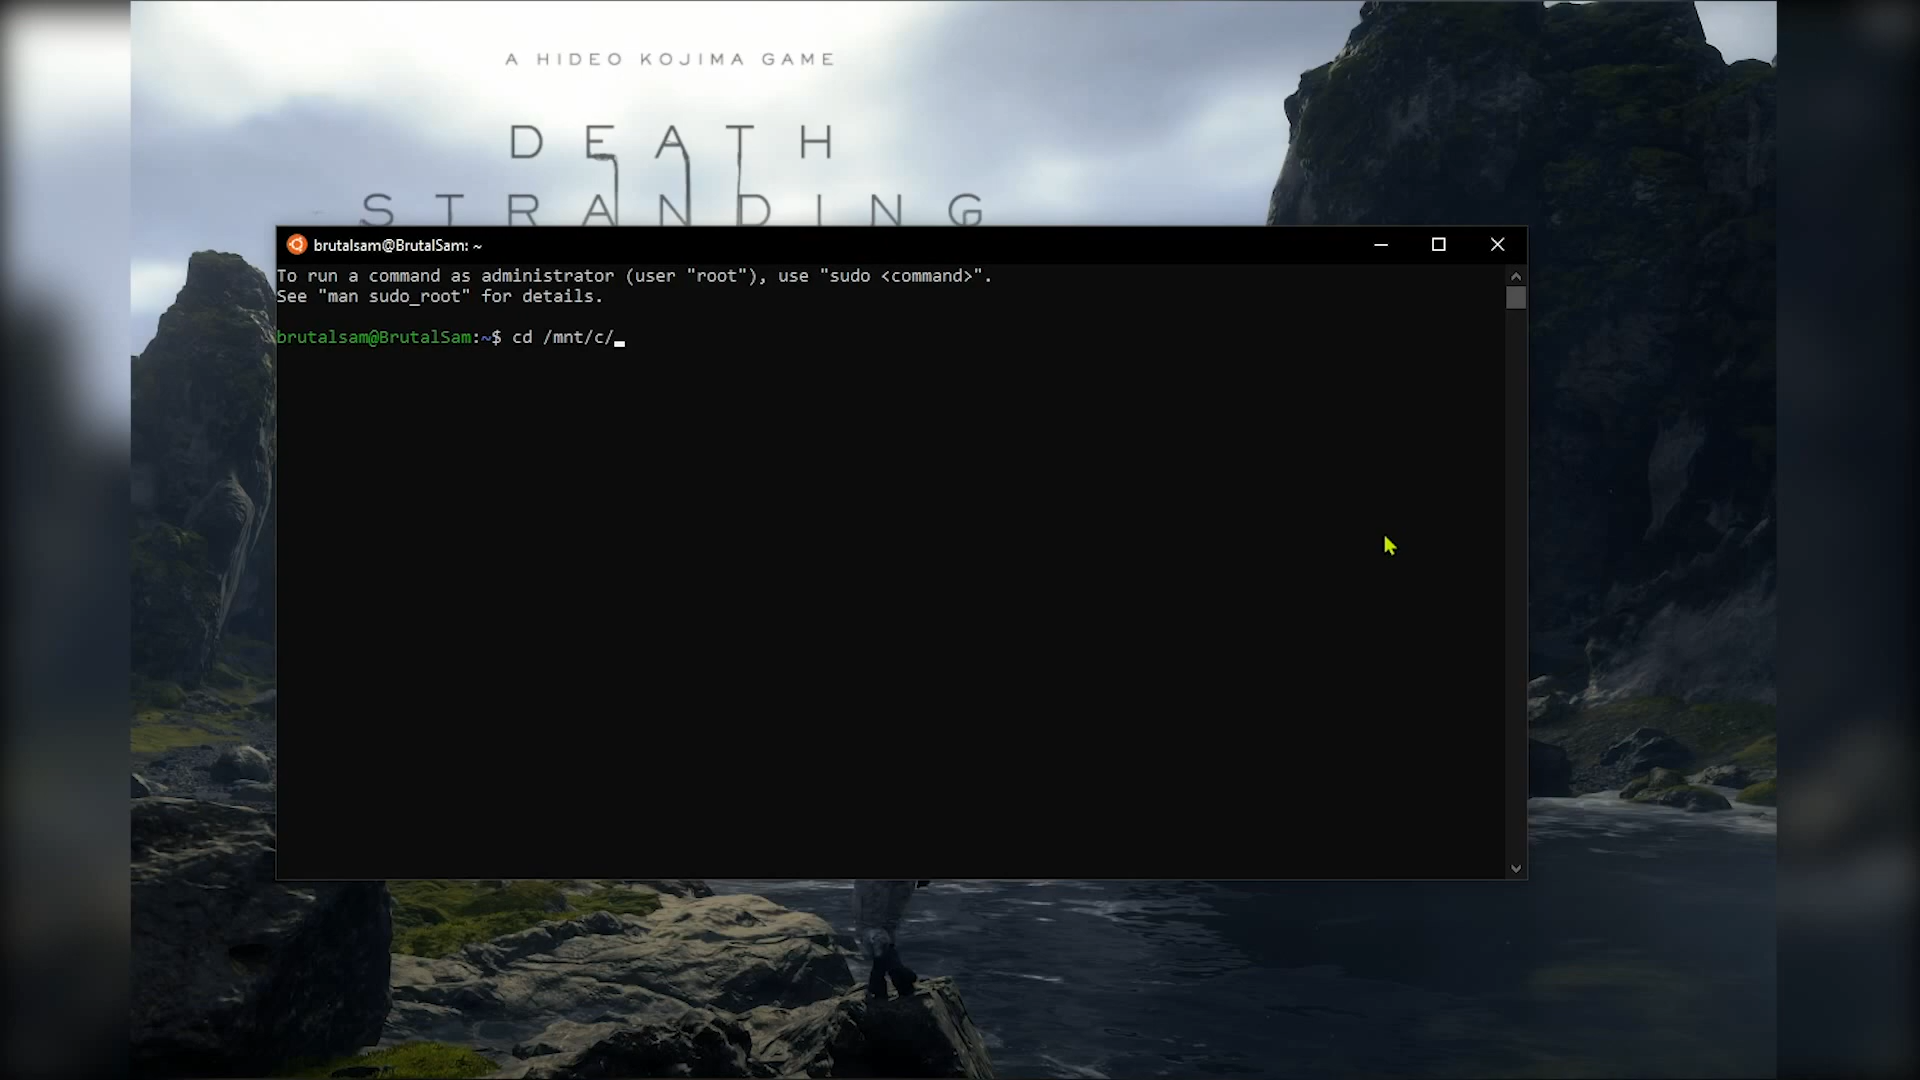 A HIDEO KOJIMA GAME
DEATH
STRANDING
brutalsam@BrutalSam: ~
To run a command as administrator (user "root"), use "sudo <command>".
See "man sudo_root" for details.
brutalsam@BrutalSam:~$ cd /mnt/c/